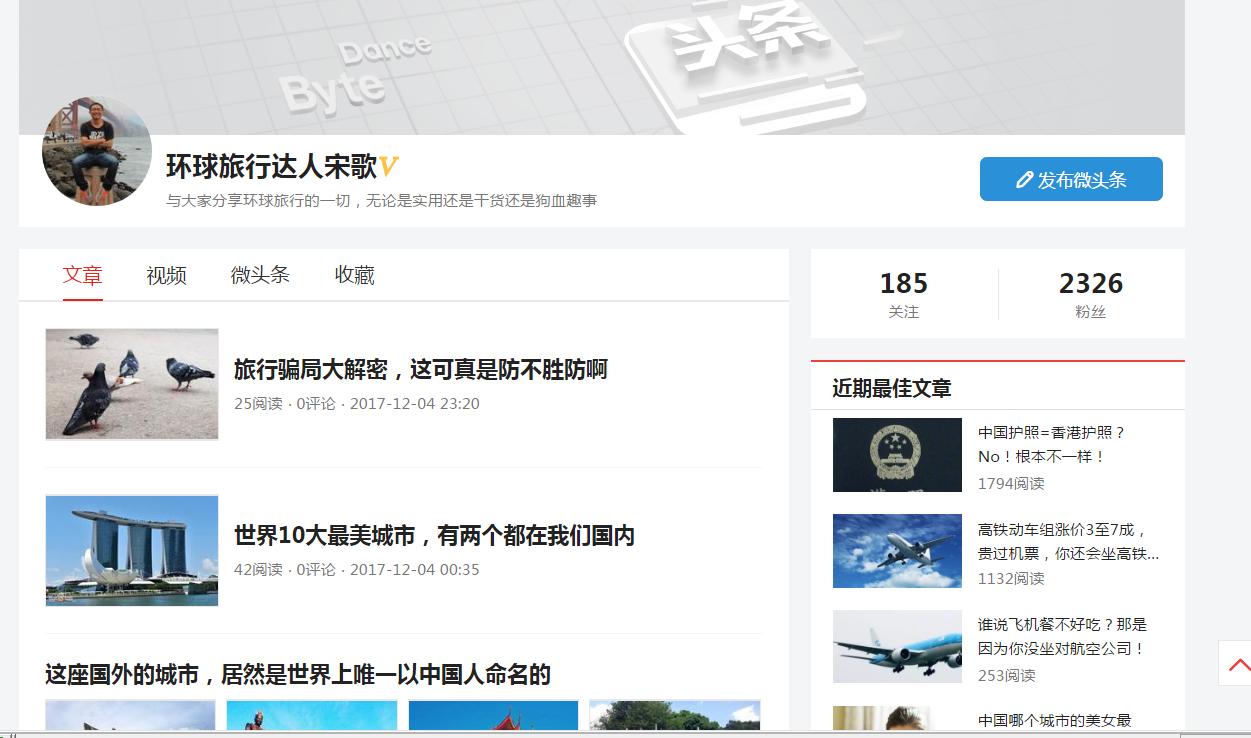 Dance
Byte
头条
环球旅行达人宋歌V
与大家分享环球旅行的一切，无论是实用还是干货还是狗血趣事
发布微头条
文章 视频 微头条 收藏
185
关注
2326
粉丝
旅行骗局大解密，这可真是防不胜防啊
25阅读 · 0评论 · 2017-12-04 23:20
世界10大最美城市，有两个都在我们国内
42阅读 · 0评论 · 2017-12-04 00:35
这座国外的城市，居然是世界上唯一以中国人命名的
近期最佳文章
中国护照=香港护照？
No！根本不一样！
1794阅读
高铁动车组涨价3至7成，
贵过机票，你还会坐高铁...
1132阅读
谁说飞机餐不好吃？那是
因为你没坐对航空公司！
253阅读
中国哪个城市的美女最